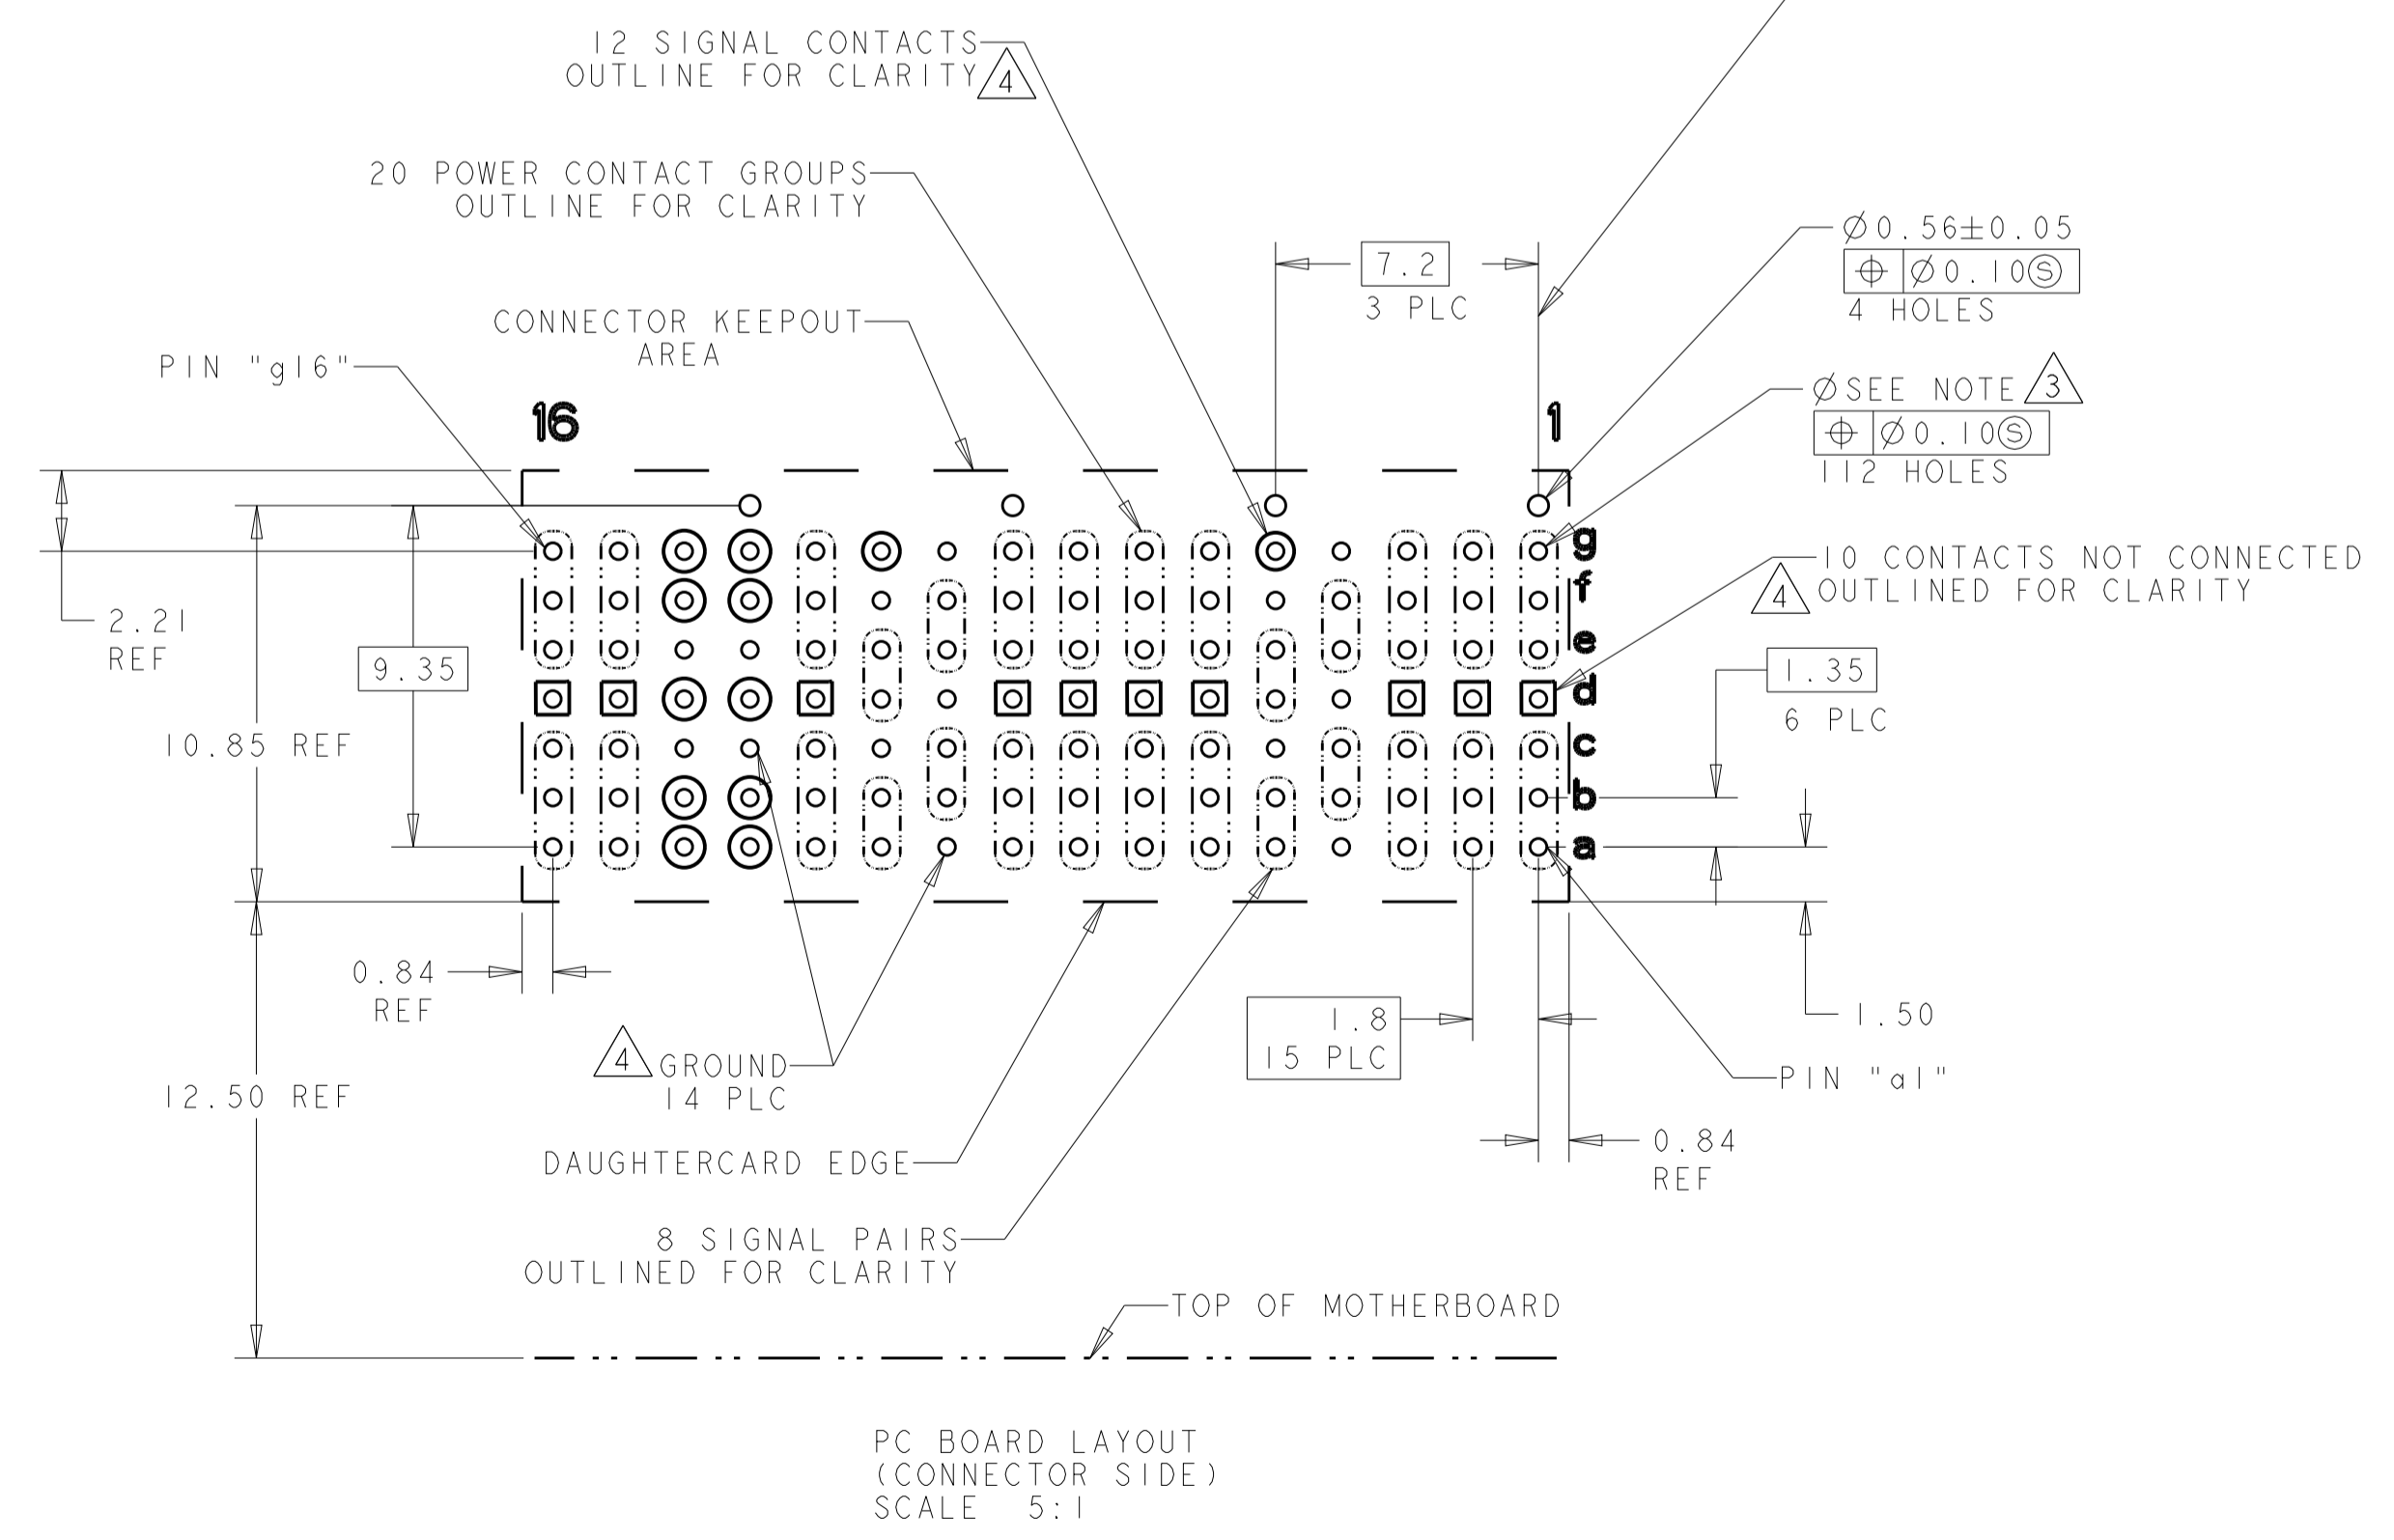 12 SIGNAL CONTACTS
OUTLINE FOR CLARITY 4
20 POWER CONTACT GROUPS
OUTLINE FOR CLARITY
CONNECTOR KEEPOUT
AREA
PIN "g16"
16
1
7.2
3 PLC
Ø0.56±0.05
⌖ Ø0.10Ⓢ
4 HOLES
ØSEE NOTE 3
⌖ Ø0.10Ⓢ
112 HOLES
g
f
e
d
c
b
a
10 CONTACTS NOT CONNECTED
4 OUTLINED FOR CLARITY
2.21
REF
9.35
10.85 REF
1.35
6 PLC
0.84
REF
12.50 REF
4 GROUND
14 PLC
1.8
15 PLC
1.50
PIN "a1"
0.84
REF
DAUGHTERCARD EDGE
8 SIGNAL PAIRS
OUTLINED FOR CLARITY
TOP OF MOTHERBOARD
PC BOARD LAYOUT
(CONNECTOR SIDE)
SCALE 5:1